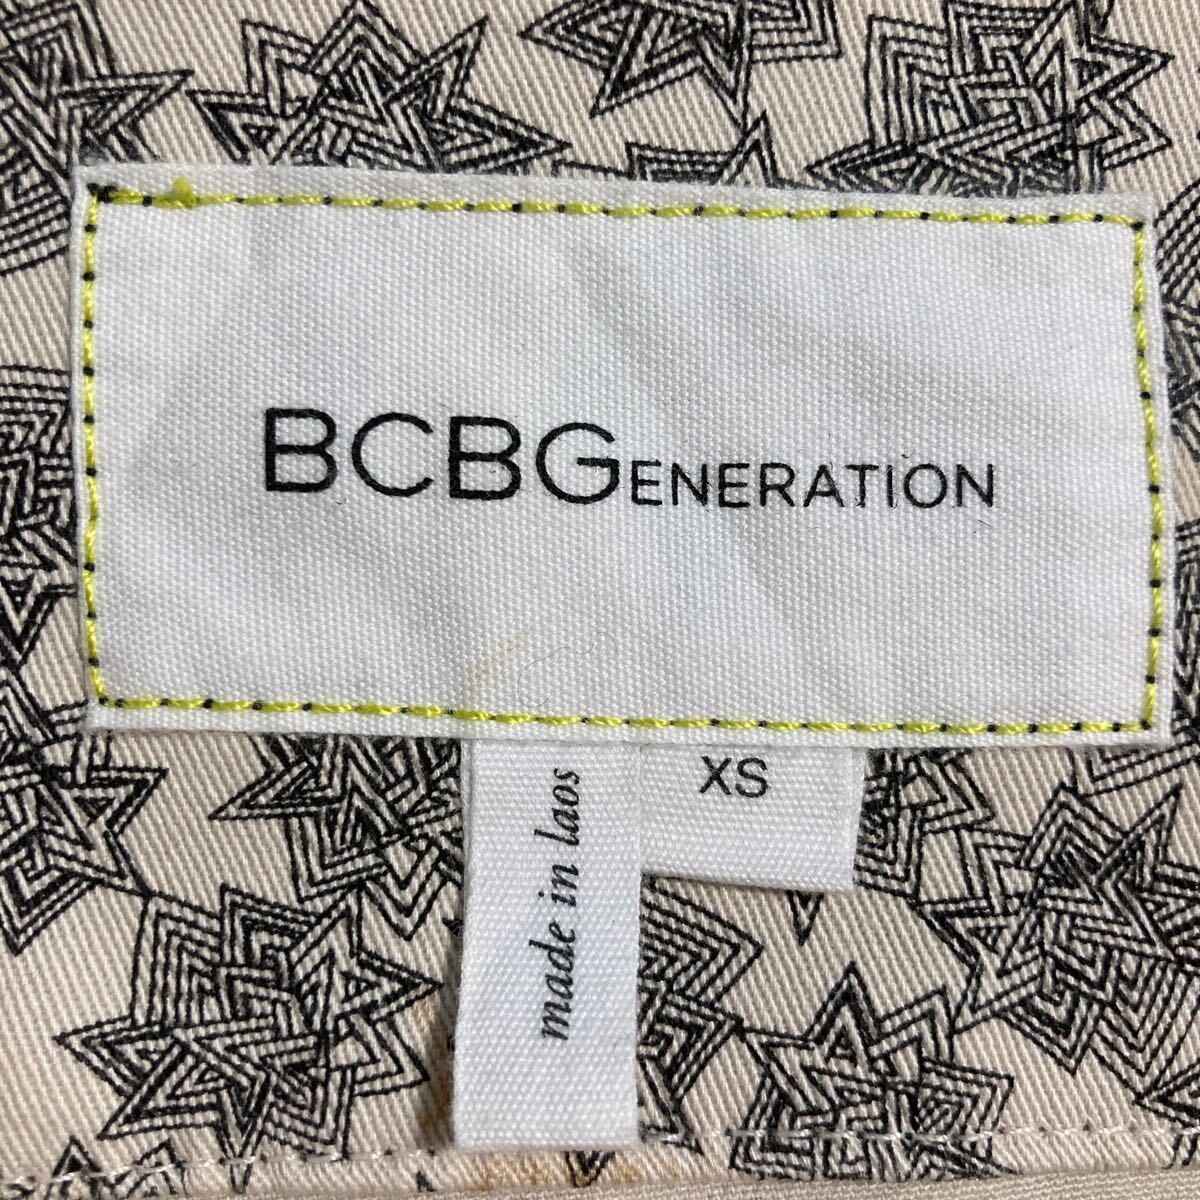 BCBGENERATION
XS
made in laos